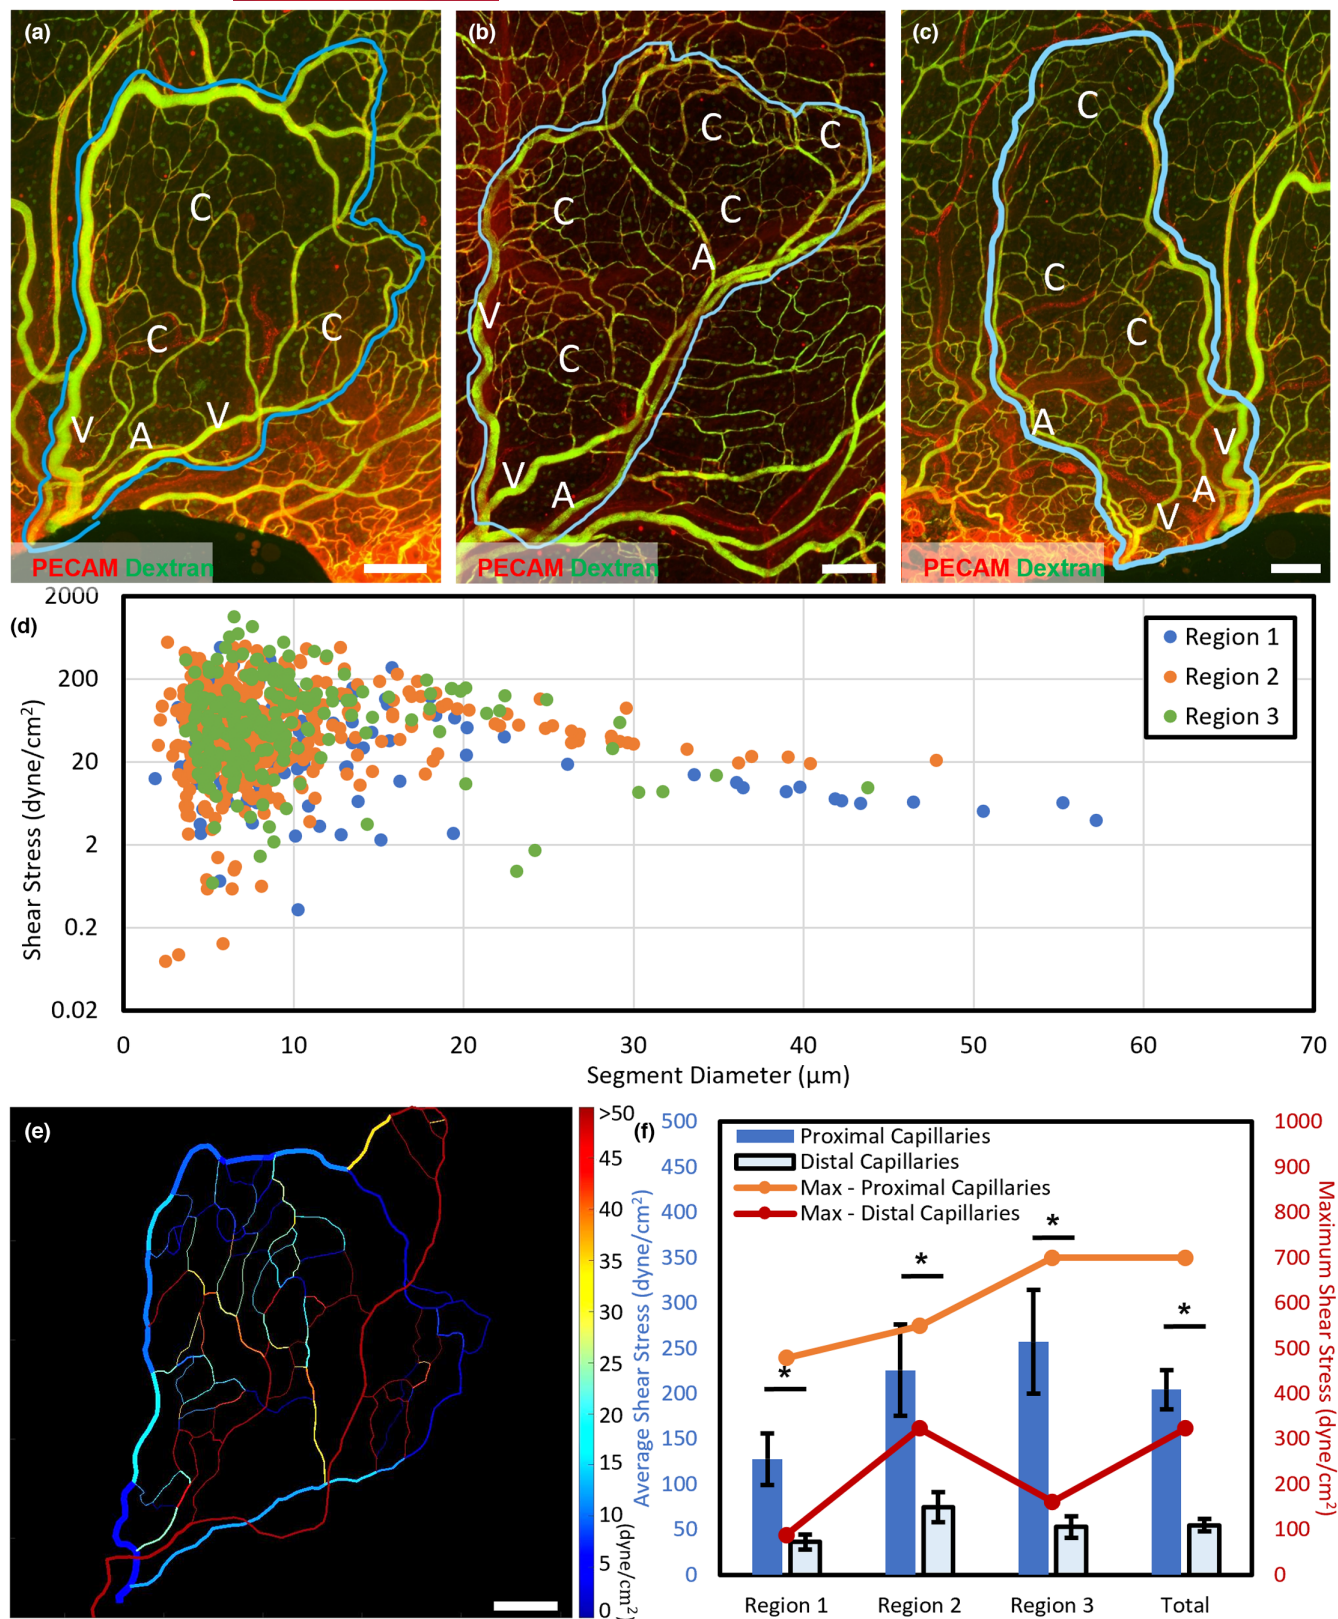 (a)
C
C
C
V
A
V
PECAM Dextran
(b)
C
C
C
C
A
V
C
V
A
PECAM Dextran
(c)
C
C
C
A
V
A
V
PECAM Dextran
(d)
Shear Stress (dyne/cm2)
2000
200
20
2
0.2
0.02
Region 1
Region 2
Region 3
0 10 20 30 40 50 60 70
Segment Diameter (µm)
(e)
>50
45
40
35
30
25
20
15
10
5
0
(dyne/cm2)
(f)
Average Shear Stress (dyne/cm2)
500
450
400
350
300
250
200
150
100
50
0
Proximal Capillaries
Distal Capillaries
Max - Proximal Capillaries
Max - Distal Capillaries
*
*
*
*
Region 1 Region 2 Region 3 Total
1000
900
800
700
600
500
400
300
200
100
0
Maximum Shear Stress (dyne/cm2)